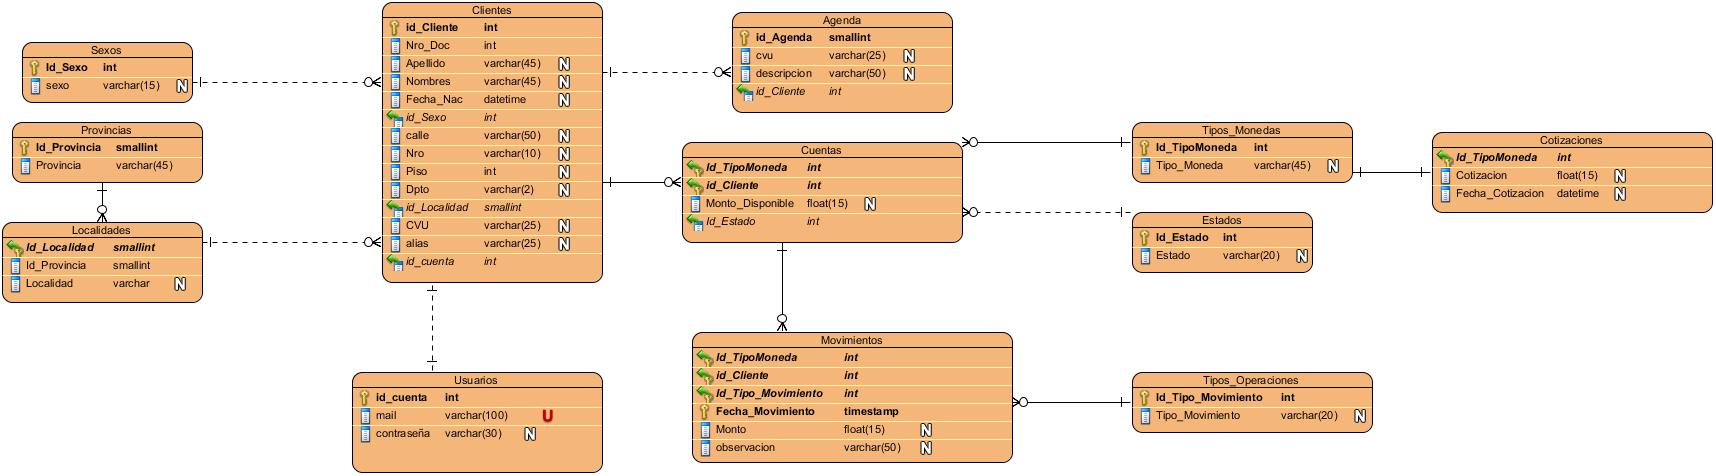 Sexos
Id_Sexo int
sexo varchar(15) N
Provincias
Id_Provincia smallint
Provincia varchar(45)
Localidades
Id_Localidad smallint
Id_Provincia smallint
Localidad varchar N
Clientes
id_Cliente int
Nro_Doc int
Apellido varchar(45) N
Nombres varchar(45) N
Fecha_Nac datetime N
id_Sexo int
calle varchar(50) N
Nro varchar(10) N
Piso int N
Dpto varchar(2) N
id_Localidad smallint
CVU varchar(25) N
alias varchar(25) N
id_cuenta int
Usuarios
id_cuenta int
mail varchar(100) U
contraseña varchar(30) N
Agenda
id_Agenda smallint
cvu varchar(25) N
descripcion varchar(50) N
id_Cliente int
Cuentas
Id_TipoMoneda int
id_Cliente int
Monto_Disponible float(15) N
Id_Estado int
Movimientos
Id_TipoMoneda int
id_Cliente int
Id_Tipo_Movimiento int
Fecha_Movimiento timestamp
Monto float(15) N
observacion varchar(50) N
Tipos_Monedas
Id_TipoMoneda int
Tipo_Moneda varchar(45) N
Estados
Id_Estado int
Estado varchar(20) N
Tipos_Operaciones
Id_Tipo_Movimiento int
Tipo_Movimiento varchar(20) N
Cotizaciones
Id_TipoMoneda int
Cotizacion float(15) N
Fecha_Cotizacion datetime N